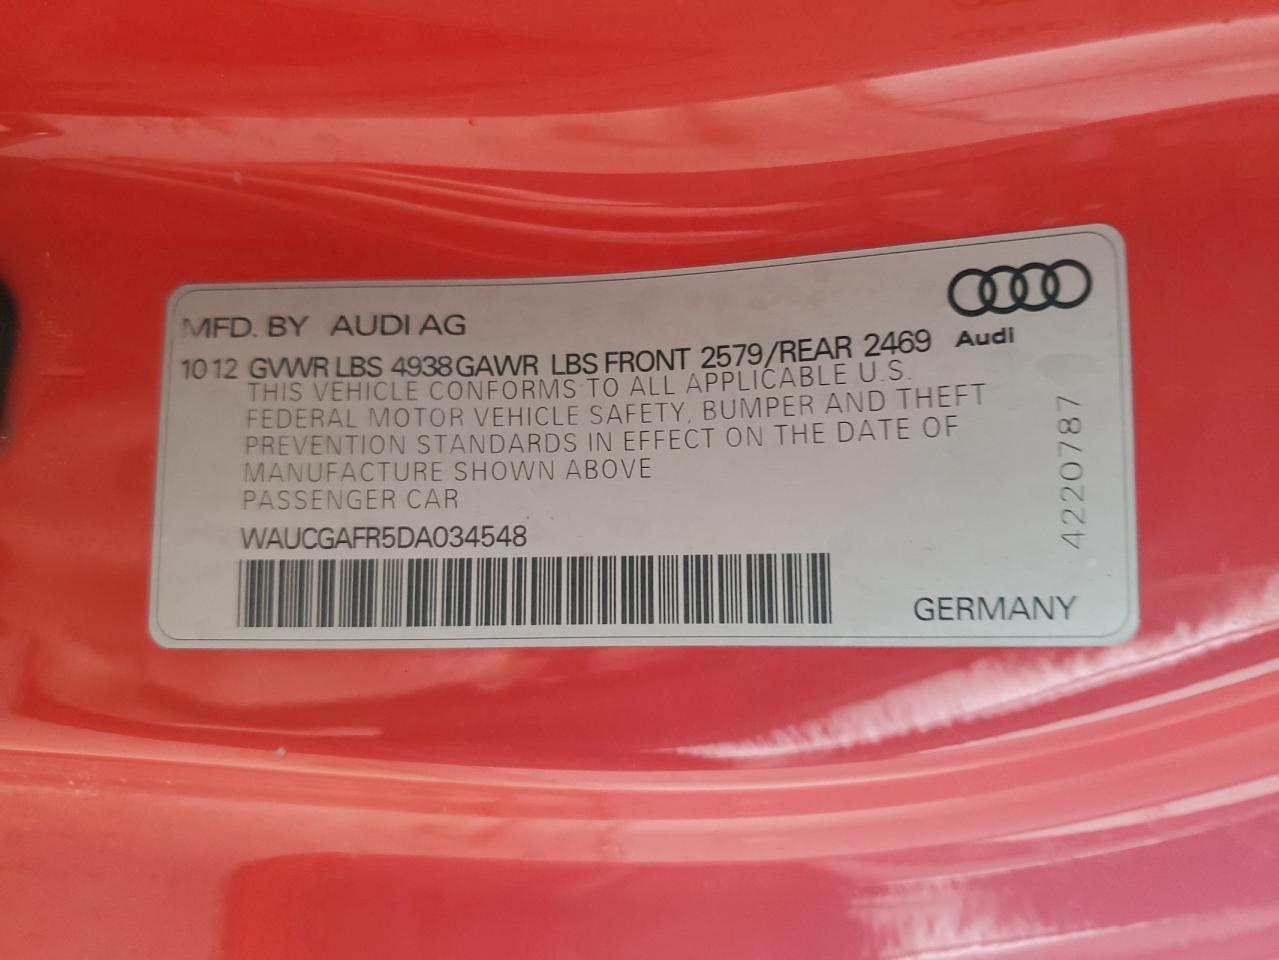 MFD. BY AUDI AG
10 12 GVWR LBS 4938 GAWR LBS FRONT 2579/REAR 2469
Audi
THIS VEHICLE CONFORMS TO ALL APPLICABLE U.S.
FEDERAL MOTOR VEHICLE SAFETY, BUMPER AND THEFT
PREVENTION STANDARDS IN EFFECT ON THE DATE OF
MANUFACTURE SHOWN ABOVE
PASSENGER CAR
WAUCGAFR5DA034548
4220787
GERMANY